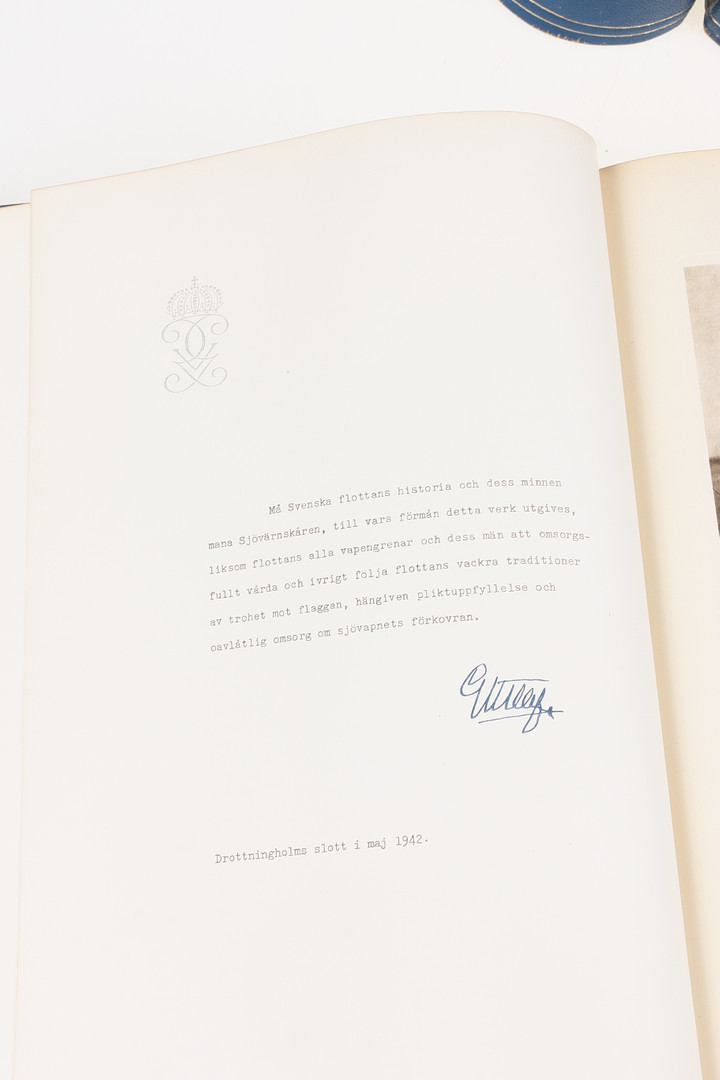 Må Svenska flottans historia och dess minnen
mana Sjövärnskåren, till vars förmån detta verk utgives,
liksom flottans alla vapengrenar och dess män att omsorgs-
fullt vårda och ivrigt följa flottans vackra traditioner
av trohet mot flaggan, hängiven pliktuppfyllelse och
oavlåtlig omsorg om sjövapnets förkovran.
Drottningholms slott i maj 1942.